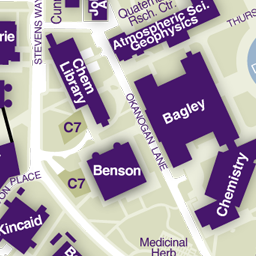 Quaternary
Rsch. Ctr.
Atmospheric Sci.
Geophysics
STEVENS WAY
Chem
Library
OKANOGAN LANE
Bagley
C7
Benson
C7
Chemistry
PLACE
Kincaid
Medicinal
Herb